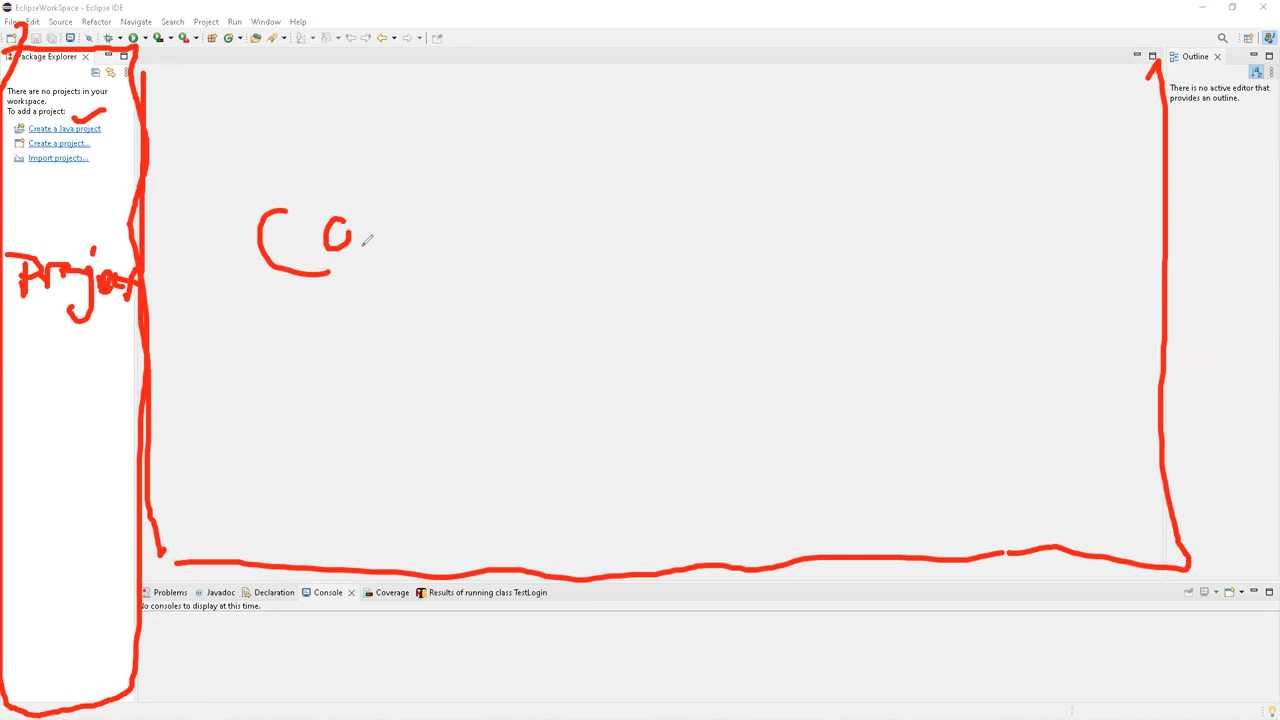 EclipseWorkSpace - Eclipse IDE
File Edit Source Refactor Navigate Search Project Run Window Help
Package Explorer
Outline
There are no projects in your
workspace.
To add a project:
Create a Java project
Create a project...
Import projects...
There is no active editor that
provides an outline.
Project
Co
Problems Javadoc Declaration Console Coverage Results of running class TestLogin
No consoles to display at this time.